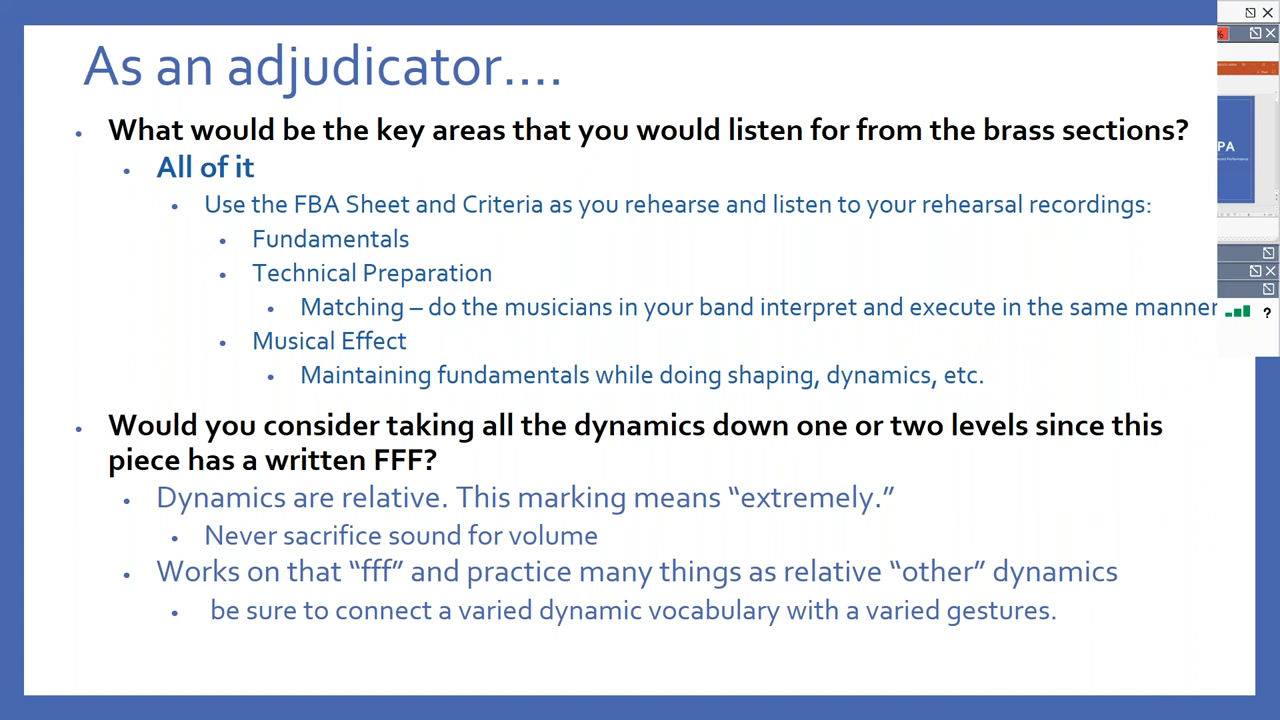 As an adjudicator....
• What would be the key areas that you would listen for from the brass sections?
• All of it
• Use the FBA Sheet and Criteria as you rehearse and listen to your rehearsal recordings:
• Fundamentals
• Technical Preparation
• Matching – do the musicians in your band interpret and execute in the same manner
• Musical Effect
• Maintaining fundamentals while doing shaping, dynamics, etc.
• Would you consider taking all the dynamics down one or two levels since this
piece has a written FFF?
• Dynamics are relative. This marking means “extremely.”
• Never sacrifice sound for volume
• Works on that “fff” and practice many things as relative “other” dynamics
• be sure to connect a varied dynamic vocabulary with a varied gestures.
%
PA
?